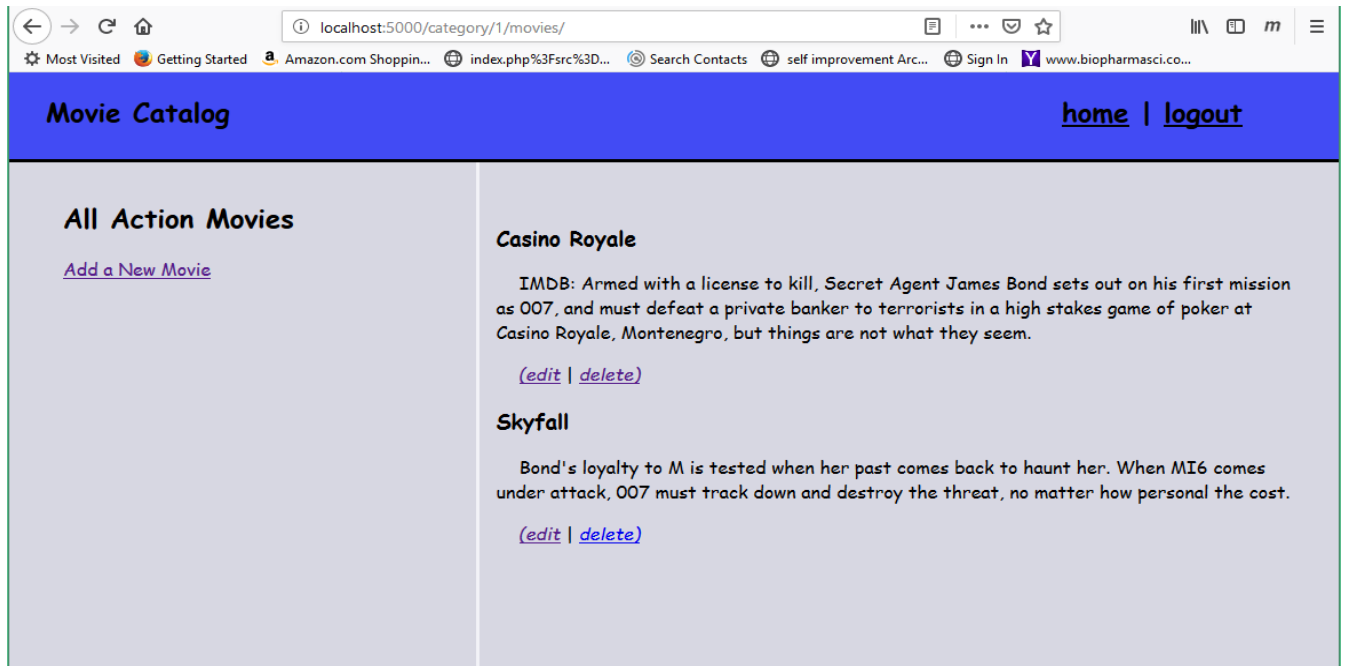 localhost:5000/category/1/movies/
Most Visited Getting Started Amazon.com Shoppin... index.php%3Fsrc%3D... Search Contacts self improvement Arc... Sign In www.biopharmasci.co...
Movie Catalog home | logout
All Action Movies
Add a New Movie
Casino Royale
IMDB: Armed with a license to kill, Secret Agent James Bond sets out on his first mission
as 007, and must defeat a private banker to terrorists in a high stakes game of poker at
Casino Royale, Montenegro, but things are not what they seem.
(edit | delete)
Skyfall
Bond's loyalty to M is tested when her past comes back to haunt her. When MI6 comes
under attack, 007 must track down and destroy the threat, no matter how personal the cost.
(edit | delete)